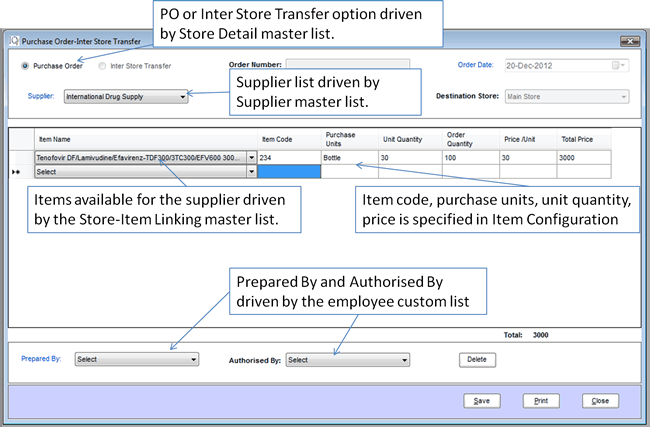 PO or Inter Store Transfer option driven
by Store Detail master list.
Purchase Order-Inter Store Transfer
Purchase Order
Inter Store Transfer
Order Number:
Order Date:
20-Dec-2012
Supplier list driven by
Supplier master list.
Supplier:
International Drug Supply
Destination Store:
Main Store
Item Name
Item Code
Purchase
Units
Unit Quantity
Order
Quantity
Price /Unit
Total Price
Tenofovir DF/Lamivudine/Efavirenz-TDF300/3TC300/EFV600 300...
234
Bottle
30
100
30
3000
Select
Items available for the supplier driven
by the Store-Item Linking master list.
Item code, purchase units, unit quantity,
price is specified in Item Configuration
Prepared By and Authorised By
driven by the employee custom list
Total: 3000
Prepared By:
Select
Authorised By:
Select
Delete
Save
Print
Close